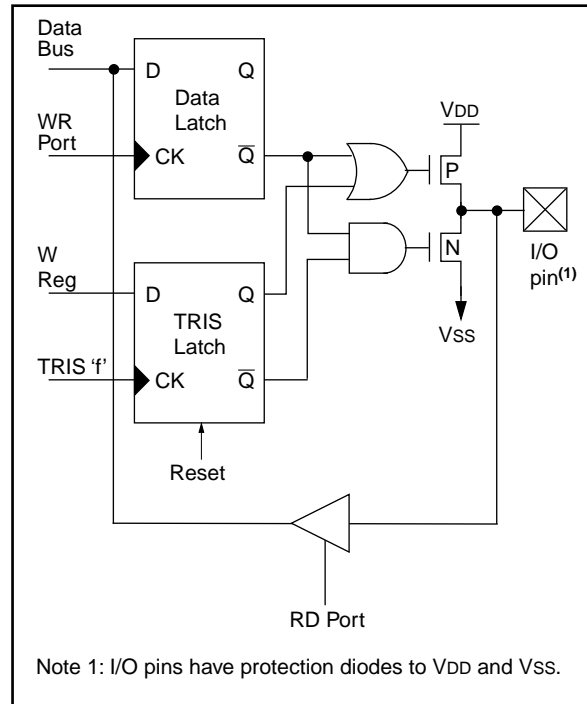 Data
Bus
D
Q
Data
Latch
WR
Port
CK
Q
VDD
P
N
I/O
pin(1)
VSS
W
Reg
D
Q
TRIS
Latch
TRIS ‘f’
CK
Q
Reset
RD Port
Note 1: I/O pins have protection diodes to VDD and VSS.